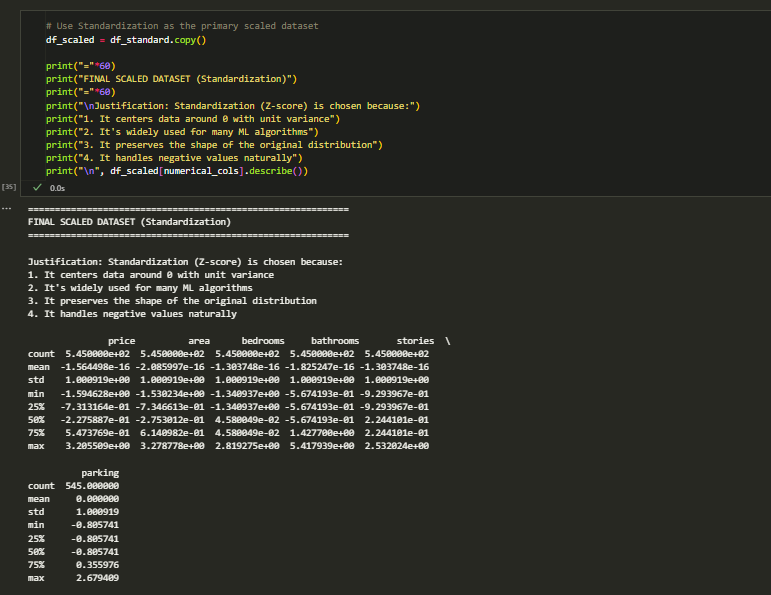 # Use Standardization as the primary scaled dataset
df_scaled = df_standard.copy()
print("="*60)
print("FINAL SCALED DATASET (Standardization)")
print("="*60)
print("\nJustification: Standardization (Z-score) is chosen because:")
print("1. It centers data around 0 with unit variance")
print("2. It's widely used for many ML algorithms")
print("3. It preserves the shape of the original distribution")
print("4. It handles negative values naturally")
print("\n", df_scaled[numerical_cols].describe())
[35] ✓ 0.0s
... ============================================================
FINAL SCALED DATASET (Standardization)
============================================================
Justification: Standardization (Z-score) is chosen because:
1. It centers data around 0 with unit variance
2. It's widely used for many ML algorithms
3. It preserves the shape of the original distribution
4. It handles negative values naturally
price area bedrooms bathrooms stories \
count 5.450000e+02 5.450000e+02 5.450000e+02 5.450000e+02 5.450000e+02
mean -1.564498e-16 -2.085997e-16 -1.303748e-16 -1.825247e-16 -1.303748e-16
std 1.000919e+00 1.000919e+00 1.000919e+00 1.000919e+00 1.000919e+00
min -1.594628e+00 -1.530234e+00 -1.340937e+00 -5.674193e-01 -9.293967e-01
25% -7.313164e-01 -7.346613e-01 -1.340937e+00 -5.674193e-01 -9.293967e-01
50% -2.275887e-01 -2.753012e-01 4.580049e-02 -5.674193e-01 2.244101e-01
75% 5.473769e-01 6.140982e-01 4.580049e-02 1.427700e+00 2.244101e-01
max 3.205509e+00 3.278778e+00 2.819275e+00 5.417939e+00 2.532024e+00
parking
count 545.000000
mean 0.000000
std 1.000919
min -0.805741
25% -0.805741
50% -0.805741
75% 0.355976
max 2.679409